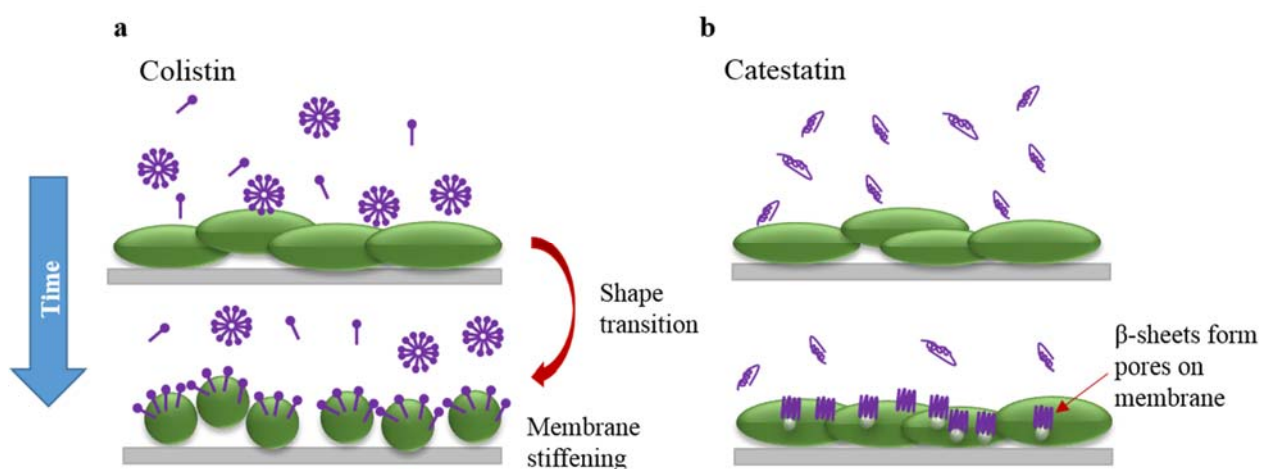 a
Colistin
Time
Shape
transition
Membrane
stiffening
b
Catestatin
β-sheets form
pores on
membrane